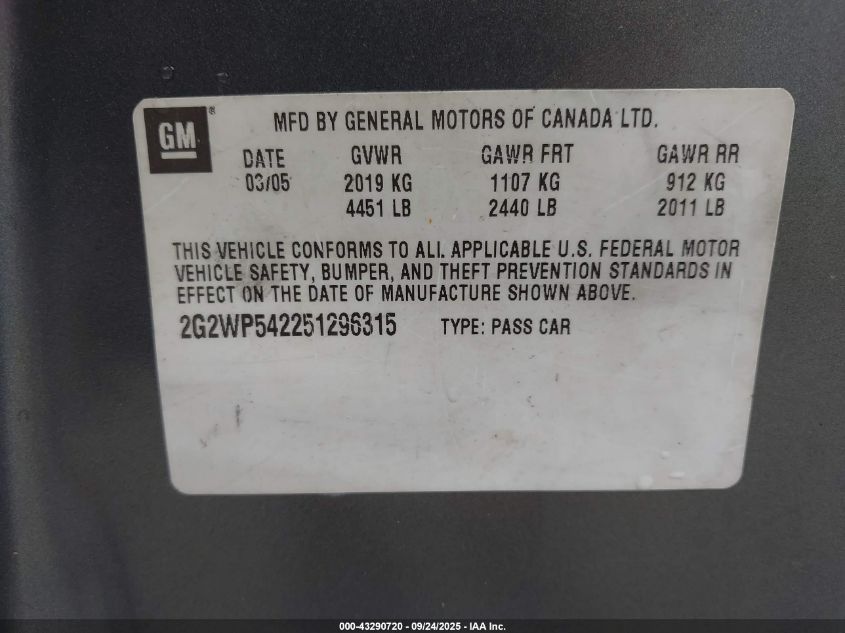 GM®
MFD BY GENERAL MOTORS OF CANADA LTD.
DATE GVWR GAWR FRT GAWR RR
03/05 2019 KG 1107 KG 912 KG
4451 LB 2440 LB 2011 LB
THIS VEHICLE CONFORMS TO ALL APPLICABLE U.S. FEDERAL MOTOR
VEHICLE SAFETY, BUMPER, AND THEFT PREVENTION STANDARDS IN
EFFECT ON THE DATE OF MANUFACTURE SHOWN ABOVE.
2G2WP542251296315 TYPE: PASS CAR
000-43290720 - 09/24/2025 - IAA Inc.